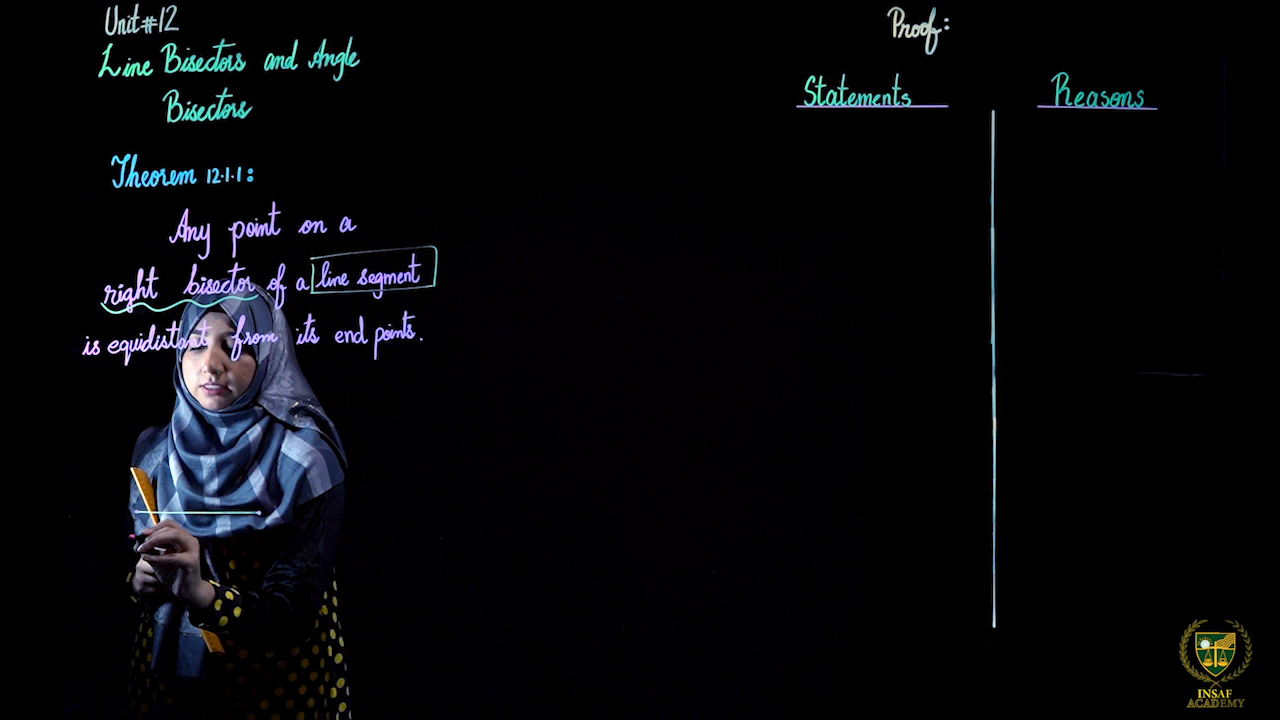 Unit#12
Line Bisectors and Angle
Bisectors
Theorem 12.1.1:
Any point on a
right bisector of a line segment
is equidistant from its end points.
Proof:
Statements
Reasons
INSAF
ACADEMY